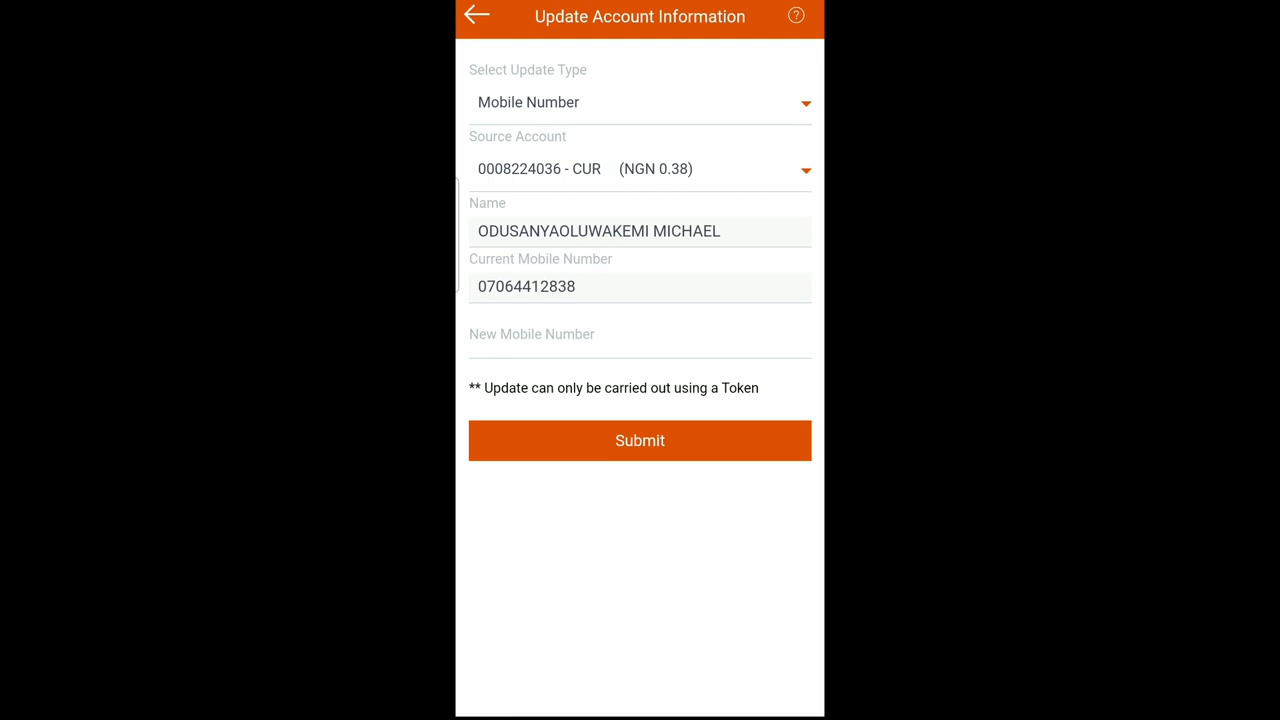 Update Account Information
?
Select Update Type
Mobile Number
Source Account
0008224036 - CUR (NGN 0.38)
Name
ODUSANYAOLUWAKEMI MICHAEL
Current Mobile Number
07064412838
New Mobile Number
** Update can only be carried out using a Token
Submit